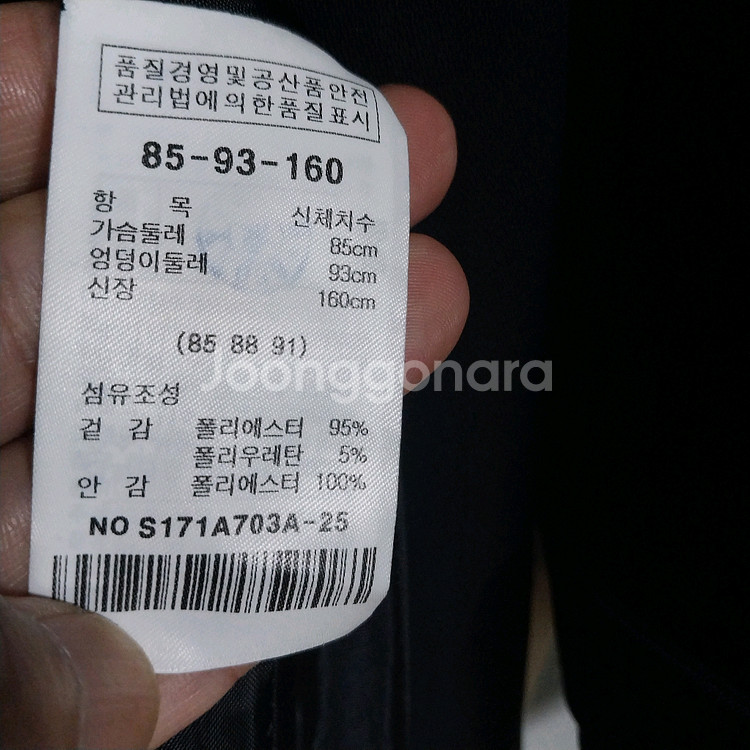 품질경영및공산품안전
관리법에의한품질표시
85-93-160
항 목 신체치수
가슴둘레 85cm
엉덩이둘레 93cm
신장 160cm
(85 88 91)
Joonggonara
섬유조성
겉 감 폴리에스터 95%
폴리우레탄 5%
안 감 폴리에스터 100%
NO S171A703A-25